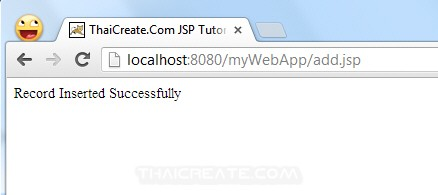 ThaiCreate.Com JSP Tutor
localhost:8080/myWebApp/add.jsp
Record Inserted Successfully
THAICREATE.COM